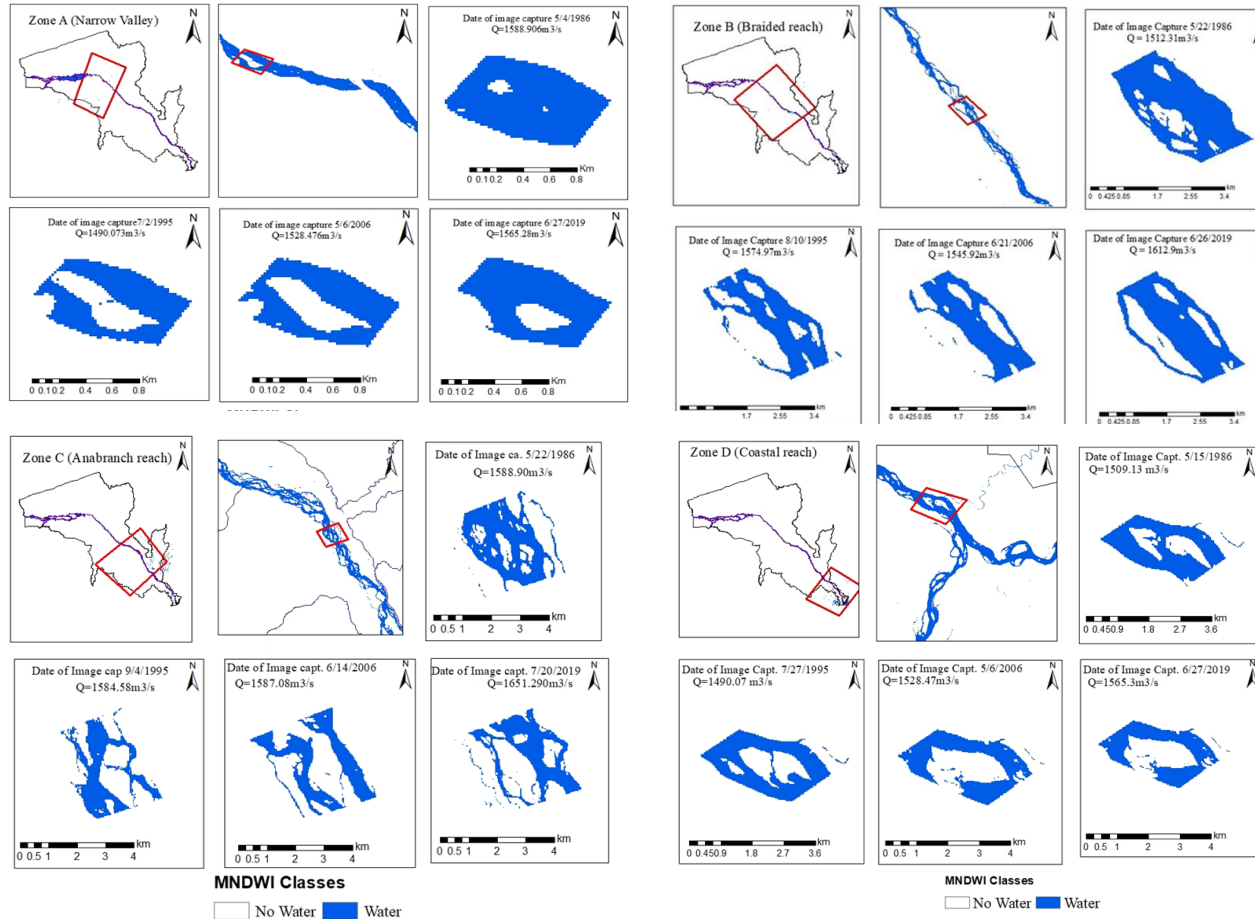 Zone A (Narrow Valley)
N
N
Date of image capture 5/4/1986
Q=1588.906m3/s
N
0 0.10.2 0.4 0.6 0.8
Km
Date of image capture7/2/1995
Q=1490.073m3/s
N
0 0.10.2 0.4 0.6 0.8
Km
Date of image capture 5/6/2006
Q=1528.476m3/s
N
0 0.10.2 0.4 0.6 0.8
Km
Date of image capture 6/27/2019
Q=1565.28m3/s
N
0 0.10.2 0.4 0.6 0.8
Km
Zone B (Braided reach)
N
N
Date of Image Capture 5/22/1986
Q = 1512.31m3/s
N
0 0.425 0.85 1.7 2.55 3.4
km
Date of Image Capture 8/10/1995
Q = 1574.97m3/s
N
1.7 2.55 3.4
km
Date of Image Capture 6/21/2006
Q = 1545.92m3/s
N
0 0.425 0.85 1.7 2.55 3.4
km
Date of Image Capture 6/26/2019
Q = 1612.9m3/s
N
0 0.425 0.85 1.7 2.55 3.4
km
Zone C (Anabranch reach)
N
N
Date of Image ca. 5/22/1986
Q=1588.90m3/s
N
0 0.5 1 2 3 4
km
Date of Image cap 9/4/1995
Q=1584.58m3/s
N
0 0.5 1 2 3 4
km
Date of Image capt. 6/14/2006
Q=1587.08m3/s
N
0 0.5 1 2 3 4
km
Date of Image capt. 7/20/2019
Q=1651.290m3/s
N
0 0.5 1 2 3 4
km
MNDWI Classes
No Water
Water
Zone D (Coastal reach)
N
N
Date of Image Capt. 5/15/1986
Q=1509.13 m3/s
N
0 0.450.9 1.8 2.7 3.6
km
Date of Image Capt. 7/27/1995
Q=1490.07 m3/s
N
0 0.450.9 1.8 2.7 3.6
km
Date of Image Capt. 5/6/2006
Q=1528.47m3/s
N
0 0.5 1 2 3 4
km
Date of Image Capt. 6/27/2019
Q=1565.3m3/s
N
0 0.5 1 2 3 4
km
MNDWI Classes
No Water
Water